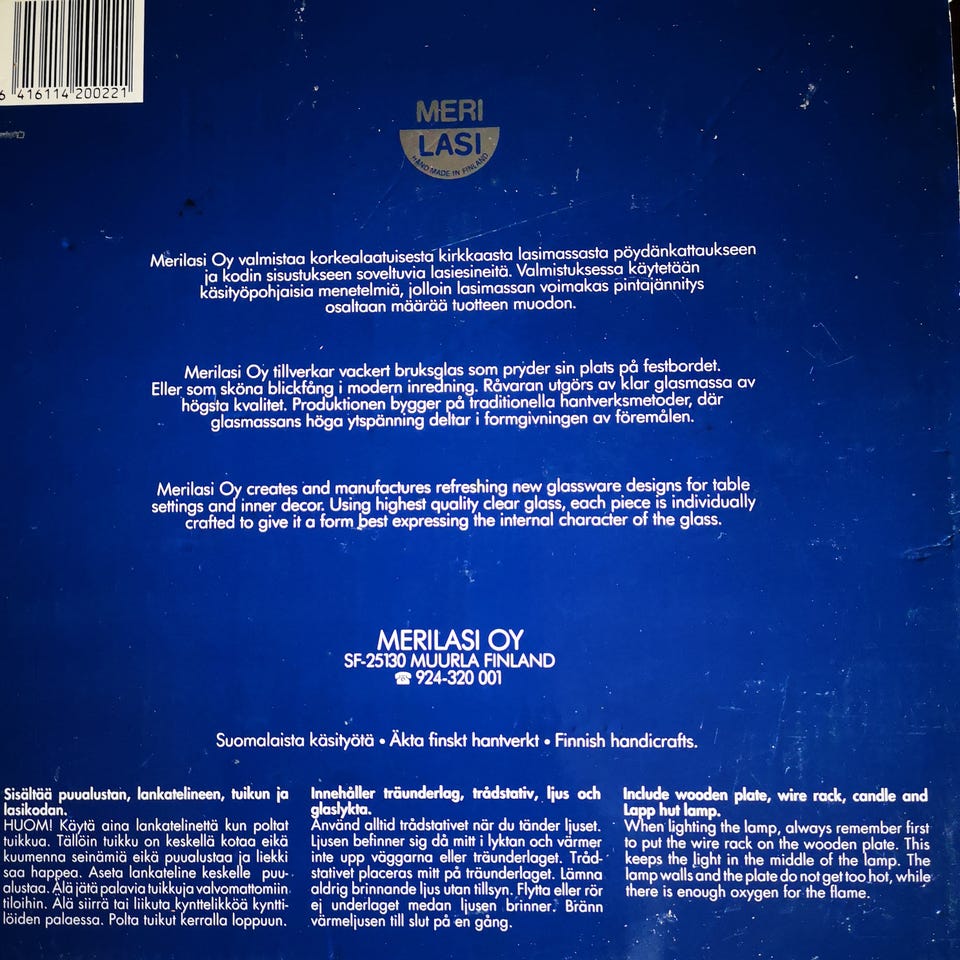 6 416114 200221
MERI
LASI
HAND MADE IN FINLAND
Merilasi Oy valmistaa korkealaatuisesta kirkkaasta lasimassasta pöydänkattaukseen
ja kodin sisustukseen soveltuvia lasiesineitä. Valmistuksessa käytetään
käsityöpohjaisia menetelmiä, jolloin lasimassan voimakas pintajännitys
osaltaan määrää tuotteen muodon.
Merilasi Oy tillverkar vackert bruksglas som pryder sin plats på festbordet.
Eller som sköna blickfång i modern inredning. Råvaran utgörs av klar glasmassa av
högsta kvalitet. Produktionen bygger på traditionella hantverksmetoder, där
glasmassans höga ytspänning deltar i formgivningen av föremålen.
Merilasi Oy creates and manufactures refreshing new glassware designs for table
settings and inner decor. Using highest quality clear glass, each piece is individually
crafted to give it a form best expressing the internal character of the glass.
MERILASI OY
SF-25130 MUURLA FINLAND
☎ 924-320 001
Suomalaista käsityötä • Äkta finskt hantverkt • Finnish handicrafts.
Sisältää puualustan, lankatelineen, tuikun ja
lasikodan.
HUOM! Käytä aina lankatelinettä kun poltat
tuikkua. Tällöin tuikku on keskellä kotaa eikä
kuumenna seinämiä eikä puualustaa ja liekki
saa happea. Aseta lankateline keskelle puu-
alustaa. Älä jätä palavia tuikkuja valvomattomiin
tiloihin. Älä siirrä tai liikuta kynttelikköä kyntti-
löiden palaessa. Polta tuikut kerralla loppuun.
Innehåller träunderlag, trådstativ, ljus och
glaslykta.
Använd alltid trådstativet när du tänder ljuset.
Ljusen befinner sig då mitt i lyktan och värmer
inte upp väggarna eller träunderlaget. Tråd-
stativet placeras mitt på träunderlaget. Lämna
aldrig brinnande ljus utan tillsyn. Flytta eller rör
ej underlaget medan ljusen brinner. Bränn
värmeljusen till slut på en gång.
Include wooden plate, wire rack, candle and
Lapp hut lamp.
When lighting the lamp, always remember first
to put the wire rack on the wooden plate. This
keeps the light in the middle of the lamp. The
lamp walls and the plate do not get too hot, while
there is enough oxygen for the flame.